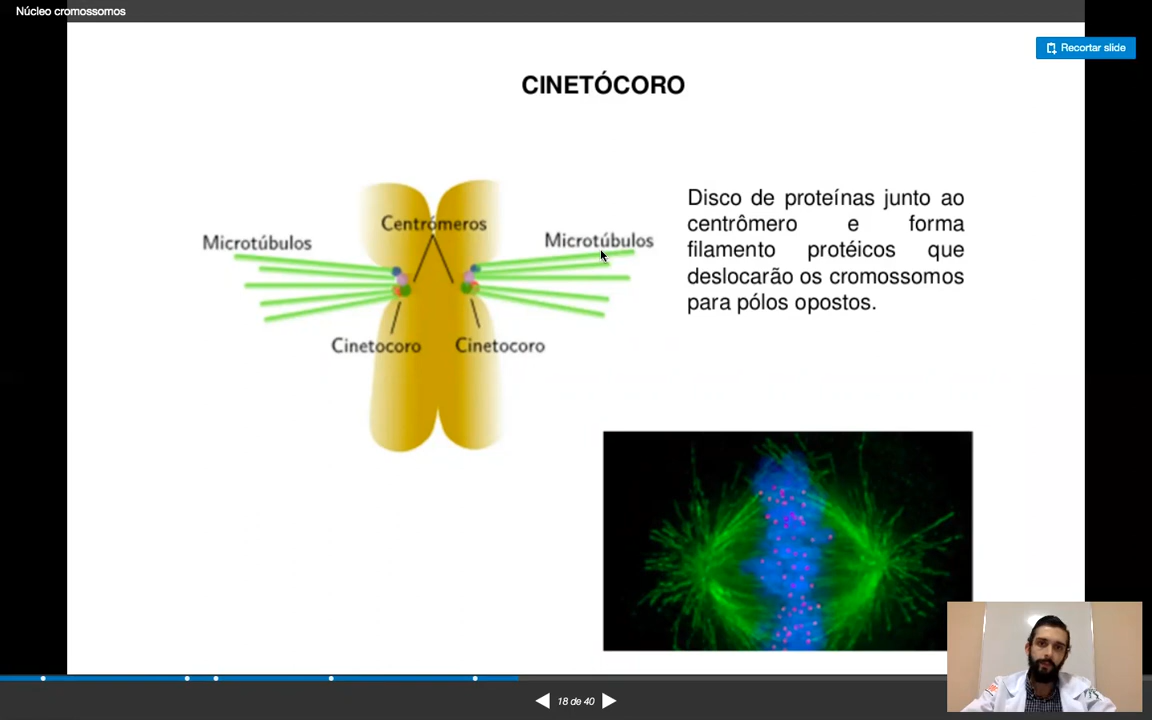 Núcleo cromossomos
Recortar slide
CINETÓCORO
Centrómeros
Microtúbulos
Microtúbulos
Cinetocoro
Cinetocoro
Disco de proteínas junto ao
centrômero e forma
filamento protéicos que
deslocarão os cromossomos
para pólos opostos.
18 de 40